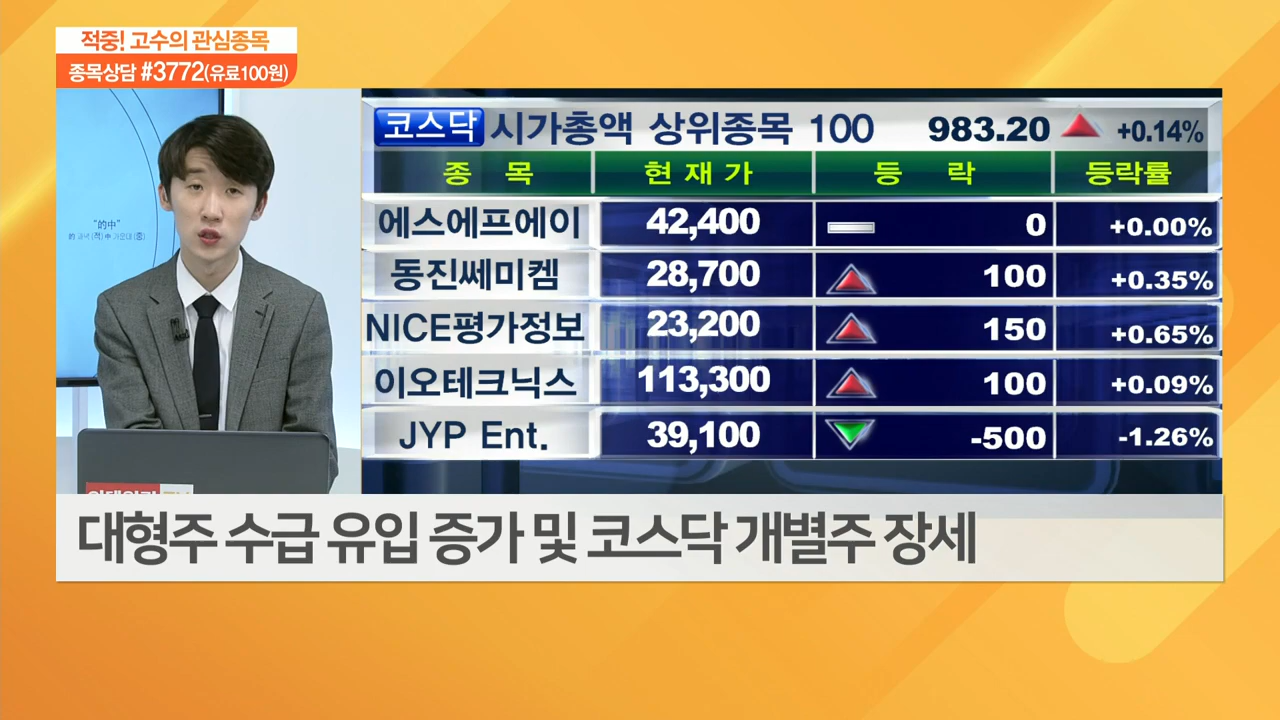 적중! 고수의 관심종목
종목상담 #3772(유료100원)
"的中"
코스닥 시가총액 상위종목 100 983.20 ▲ +0.14%
종 목 현 재 가 등 락 등락률
에스에프에이 42,400 0 +0.00%
동진쎄미켐 28,700 ▲ 100 +0.35%
NICE평가정보 23,200 ▲ 150 +0.65%
이오테크닉스 113,300 ▲ 100 +0.09%
JYP Ent. 39,100 ▼ -500 -1.26%
대형주 수급 유입 증가 및 코스닥 개별주 장세